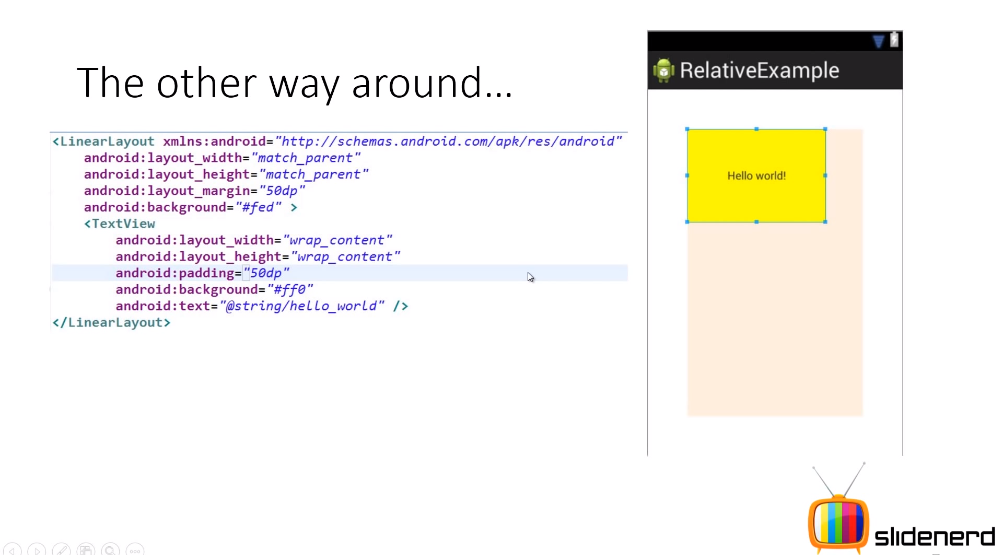 The other way around...
<LinearLayout xmlns:android="http://schemas.android.com/apk/res/android"
android:layout_width="match_parent"
android:layout_height="match_parent"
android:layout_margin="50dp"
android:background="#fed" >
<TextView
android:layout_width="wrap_content"
android:layout_height="wrap_content"
android:padding="50dp"
android:background="#ff0"
android:text="@string/hello_world" />
</LinearLayout>
RelativeExample
Hello world!
slidenerd